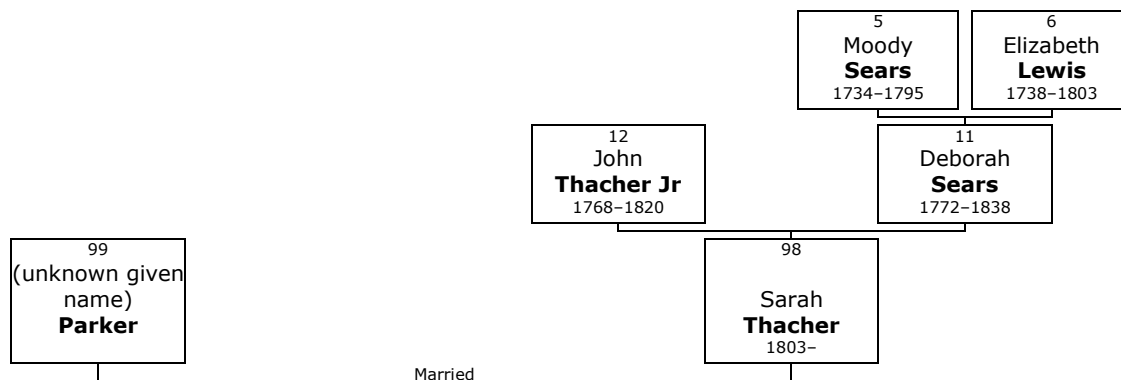 5
Moody
Sears
1734–1795
6
Elizabeth
Lewis
1738–1803
12
John
Thacher Jr
1768–1820
11
Deborah
Sears
1772–1838
99
(unknown given
name)
Parker
98
Sarah
Thacher
1803–
Married